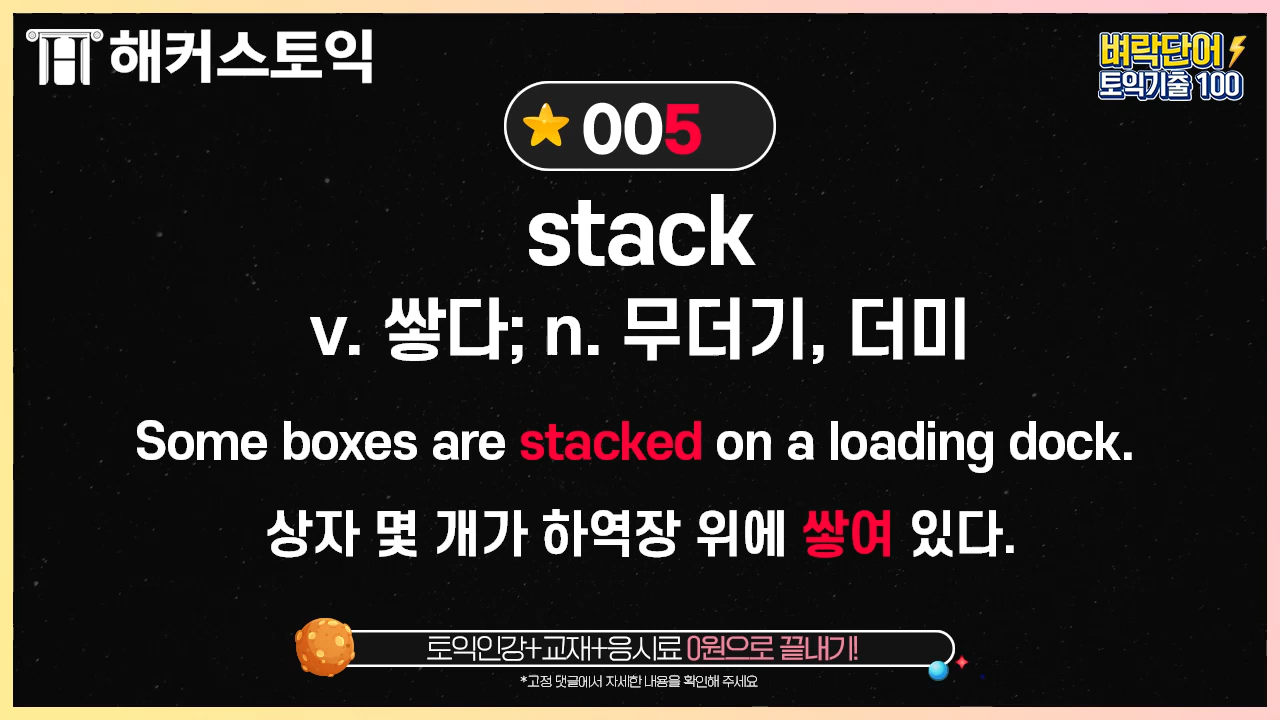 해커스토익
벼락단어
토익기출 100
005
stack
v. 쌓다; n. 무더기, 더미
Some boxes are stacked on a loading dock.
상자 몇 개가 하역장 위에 쌓여 있다.
토익인강+교재+응시료 0원으로 끝내기!
*고정 댓글에서 자세한 내용을 확인해 주세요